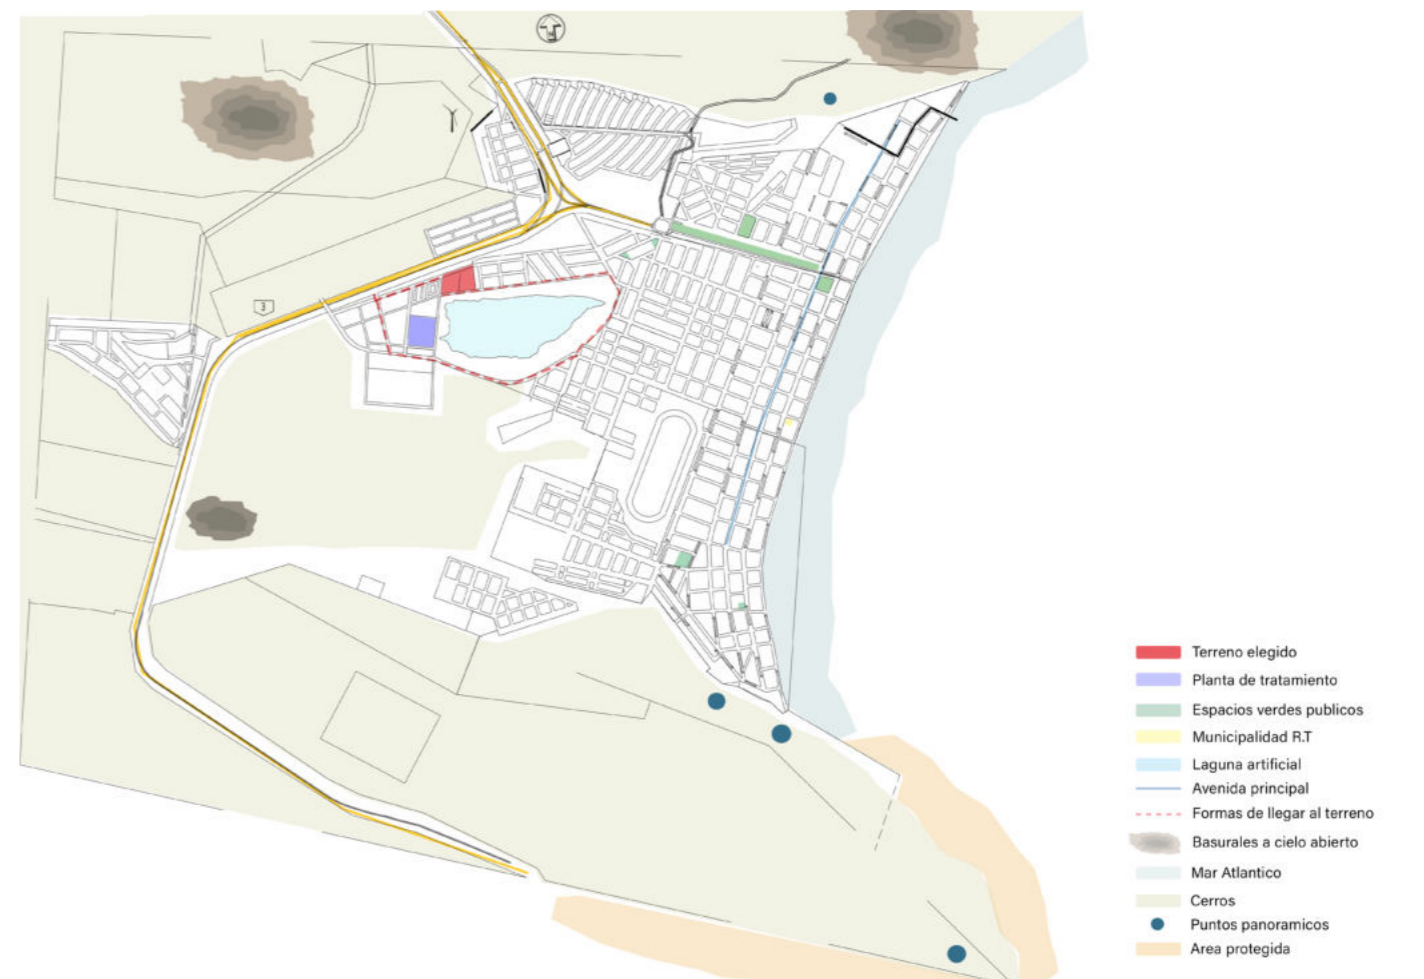 N
3
Terreno elegido
Planta de tratamiento
Espacios verdes publicos
Municipalidad R.T
Laguna artificial
Avenida principal
Formas de llegar al terreno
Basurales a cielo abierto
Mar Atlantico
Cerros
Puntos panoramicos
Area protegida